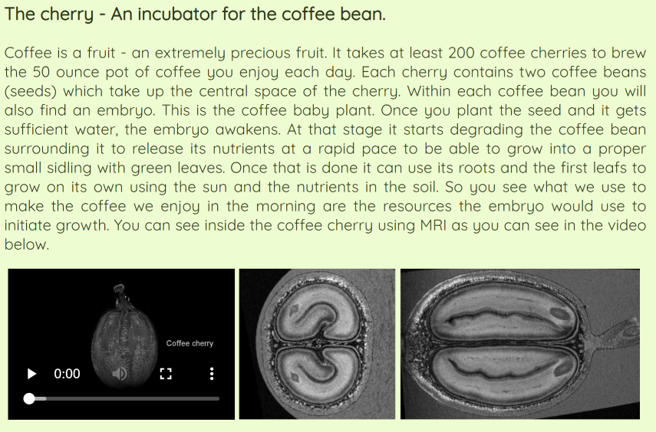 The cherry - An incubator for the coffee bean.
Coffee is a fruit - an extremely precious fruit. It takes at least 200 coffee cherries to brew
the 50 ounce pot of coffee you enjoy each day. Each cherry contains two coffee beans
(seeds) which take up the central space of the cherry. Within each coffee bean you will
also find an embryo. This is the coffee baby plant. Once you plant the seed and it gets
sufficient water, the embryo awakens. At that stage it starts degrading the coffee bean
surrounding it to release its nutrients at a rapid pace to be able to grow into a proper
small sidling with green leaves. Once that is done it can use its roots and the first leafs to
grow on its own using the sun and the nutrients in the soil. So you see what we use to
make the coffee we enjoy in the morning are the resources the embryo would use to
initiate growth. You can see inside the coffee cherry using MRI as you can see in the video
below.
Coffee cherry
0:00